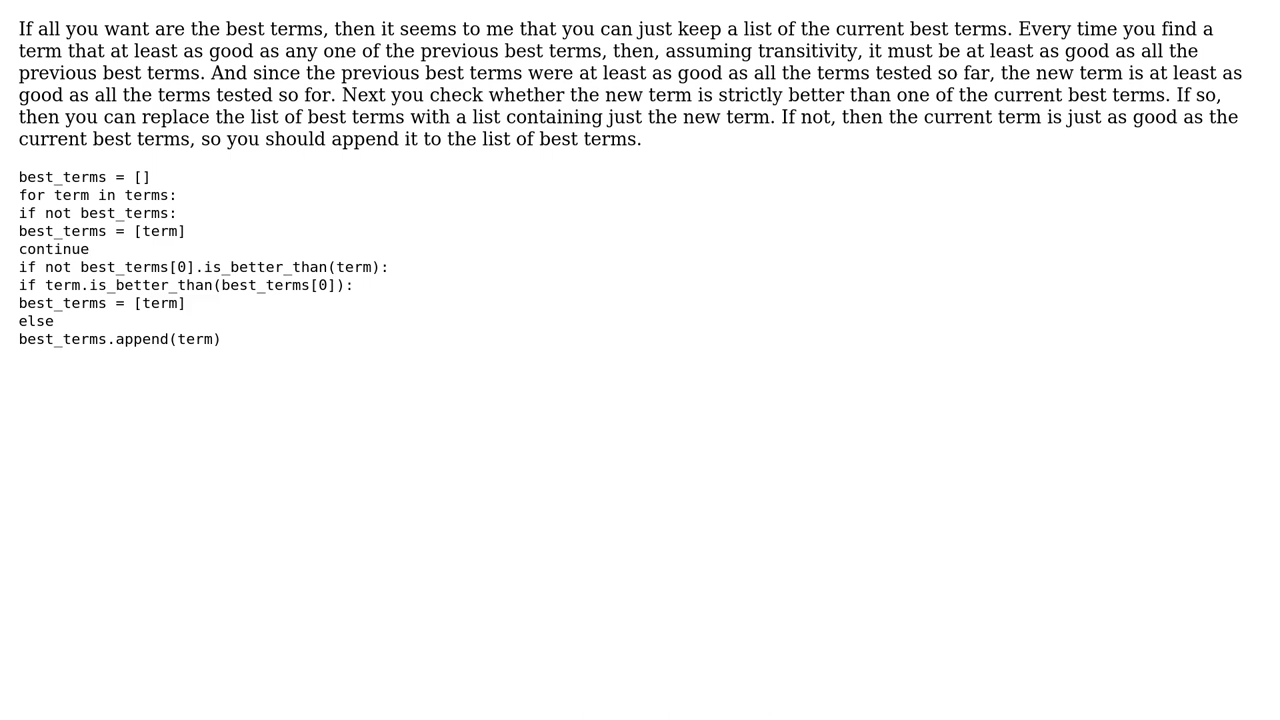 If all you want are the best terms, then it seems to me that you can just keep a list of the current best terms. Every time you find a
term that at least as good as any one of the previous best terms, then, assuming transitivity, it must be at least as good as all the
previous best terms. And since the previous best terms were at least as good as all the terms tested so far, the new term is at least as
good as all the terms tested so for. Next you check whether the new term is strictly better than one of the current best terms. If so,
then you can replace the list of best terms with a list containing just the new term. If not, then the current term is just as good as the
current best terms, so you should append it to the list of best terms.
best_terms = []
for term in terms:
if not best_terms:
best_terms = [term]
continue
if not best_terms[0].is_better_than(term):
if term.is_better_than(best_terms[0]):
best_terms = [term]
else
best_terms.append(term)